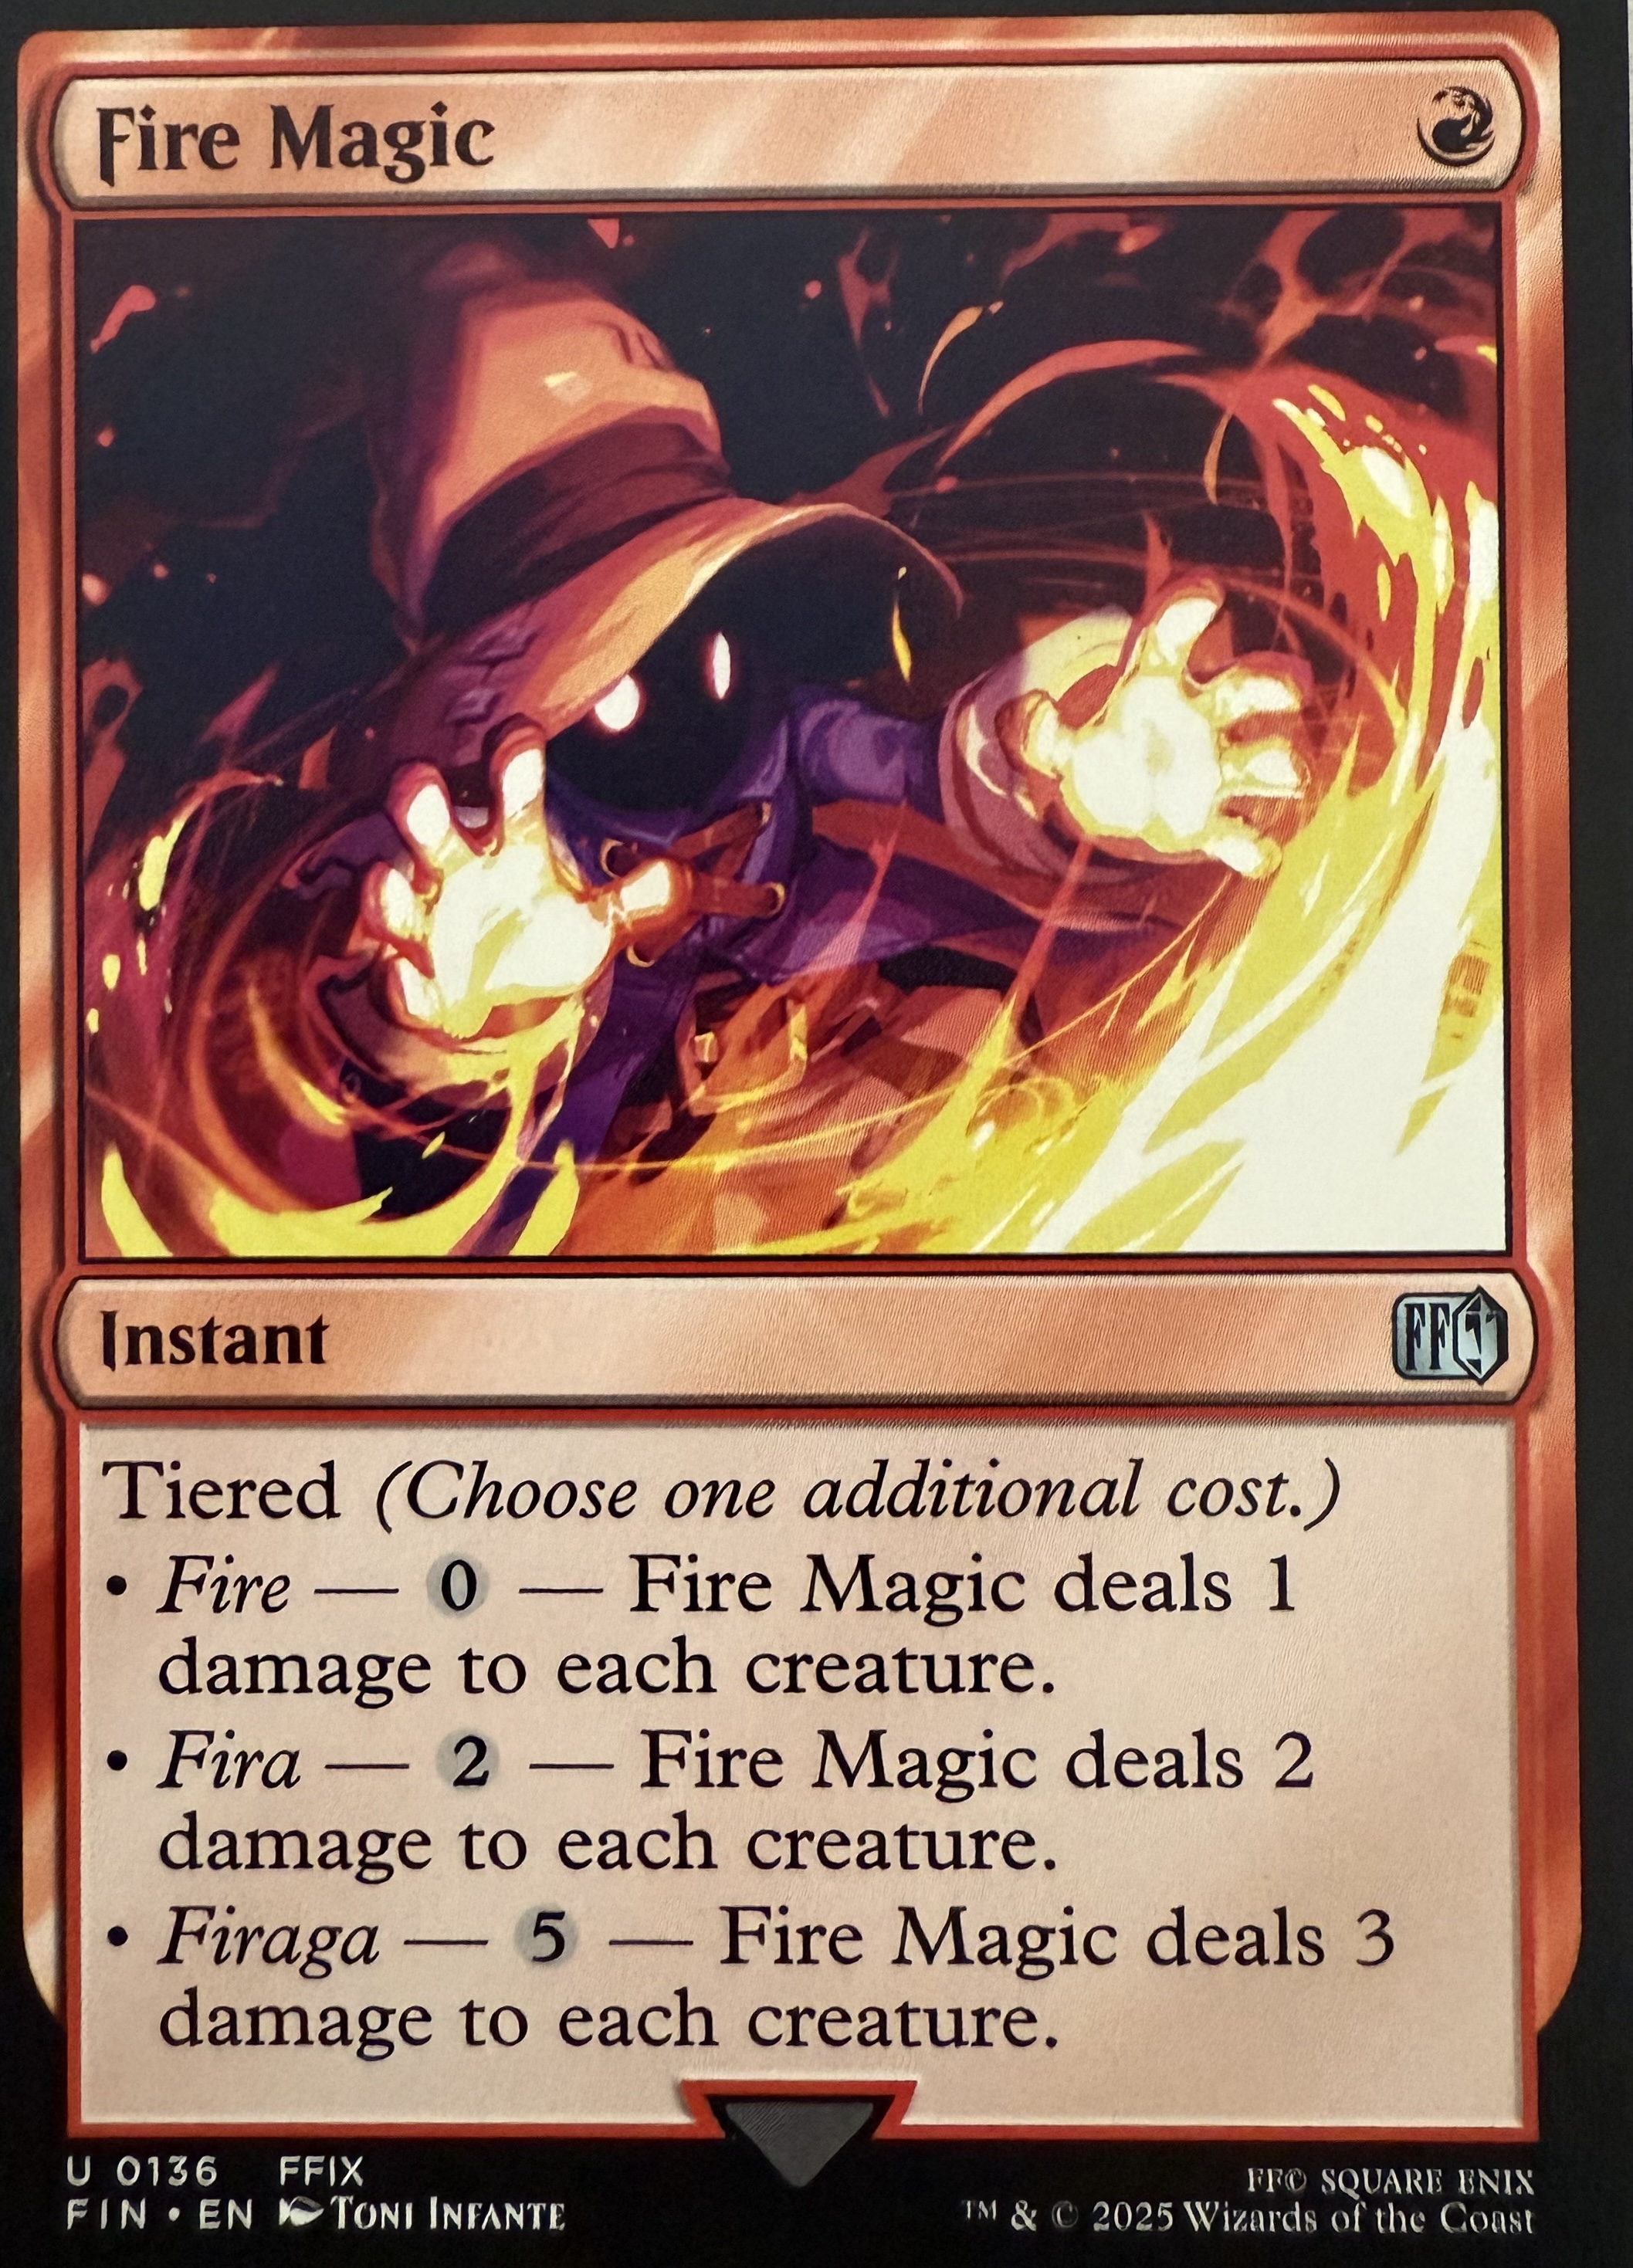 Fire Magic
Instant
FF
Tiered (Choose one additional cost.)
• Fire — 0 — Fire Magic deals 1
damage to each creature.
• Fira — 2 — Fire Magic deals 2
damage to each creature.
• Firaga — 5 — Fire Magic deals 3
damage to each creature.
U 0136 FFIX
FIN • EN TONI INFANTE
FF© SQUARE ENIX
™ & © 2025 Wizards of the Coast